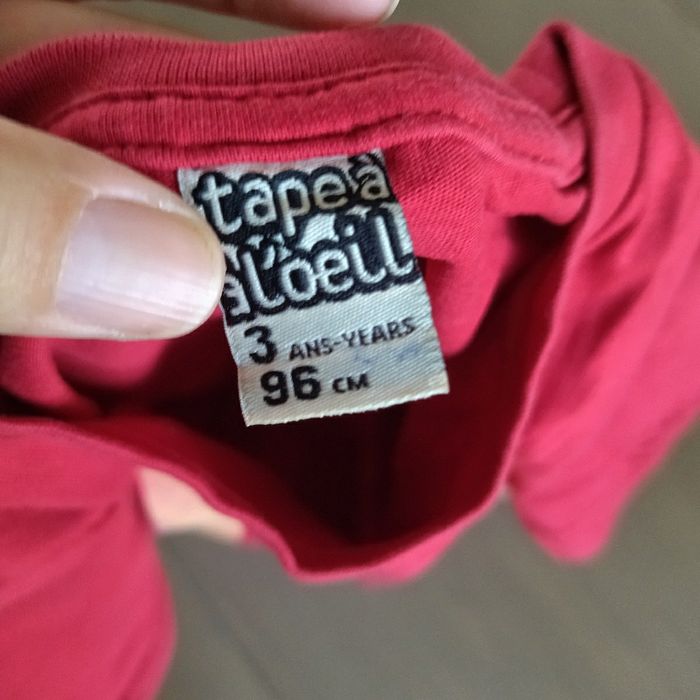 tape à
à l'oeil
3 ANS-YEARS
96 CM